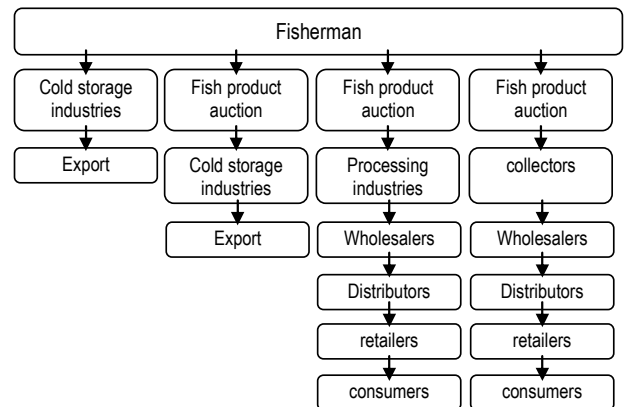 Fisherman
Cold storage
industries
Fish product
auction
Fish product
auction
Fish product
auction
Export
Cold storage
industries
Processing
industries
collectors
Export
Wholesalers
Wholesalers
Distributors
Distributors
retailers
retailers
consumers
consumers